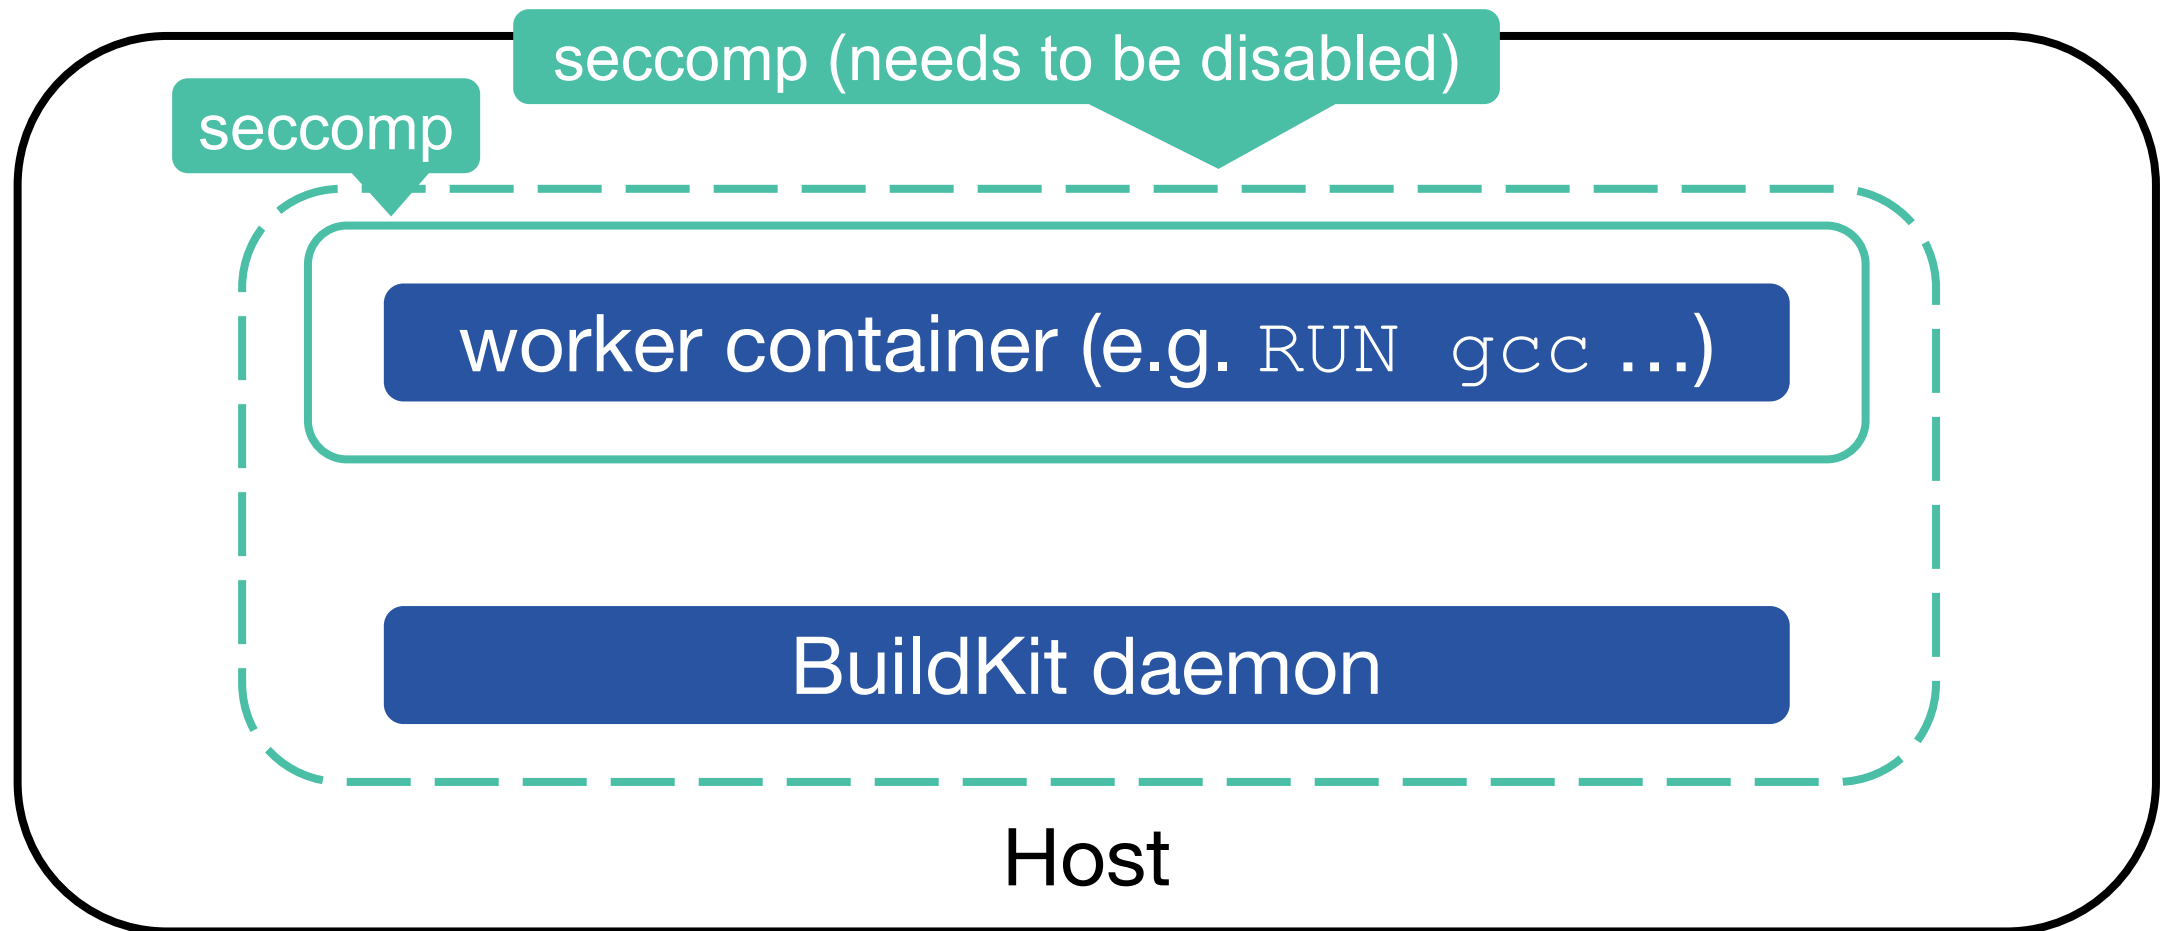 seccomp (needs to be disabled)
seccomp
worker container (e.g. RUN gcc …)
BuildKit daemon
Host